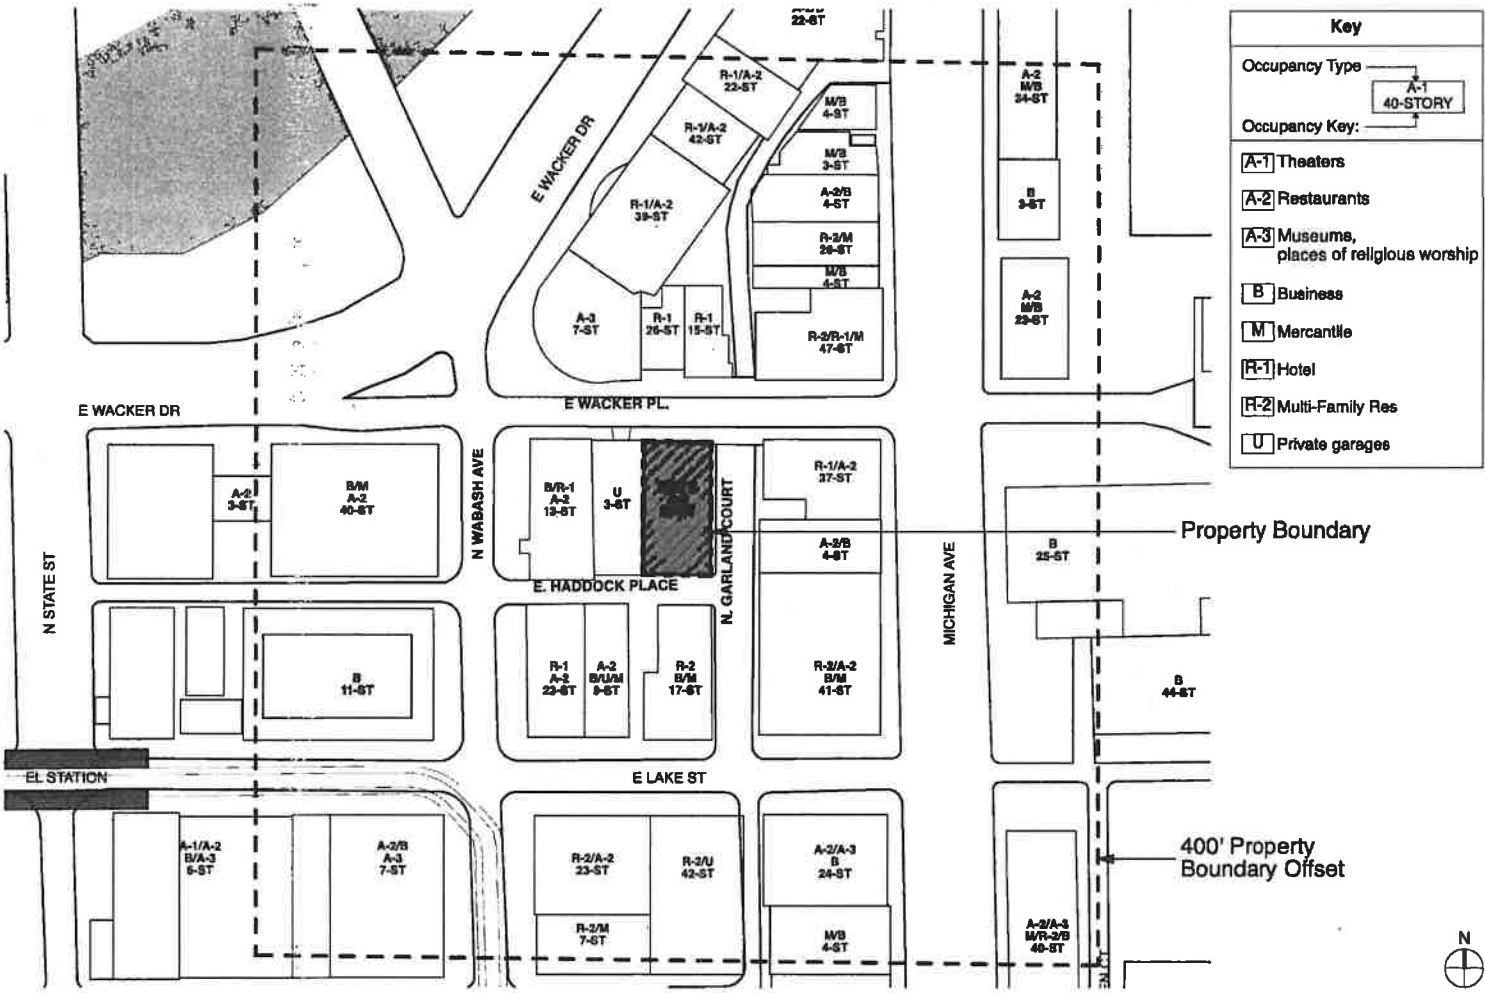 22-ST
R-1/A-2
22-ST
R-1/A-2
42-ST
E WACKER DR
R-1/A-2
39-ST
M/B
4-ST
M/B
3-ST
A-2/B
4-ST
R-2/M
26-ST
M/B
4-ST
A-3
7-ST
R-1
26-ST
R-1
15-ST
R-2/R-1/M
47-ST
A-2
M/B
24-ST
B
3-ST
A-2
M/B
23-ST
Key
Occupancy Type
A-1
40-STORY
Occupancy Key:
A-1 Theaters
A-2 Restaurants
A-3 Museums,
places of religious worship
B Business
M Mercantile
R-1 Hotel
R-2 Multi-Family Res
U Private garages
E WACKER DR
E WACKER PL.
A-2
3-ST
B/M
A-2
40-ST
N WABASH AVE
B/R-1
A-2
13-ST
U
3-ST
N. GARLAND COURT
R-1/A-2
37-ST
A-2/B
4-ST
MICHIGAN AVE
B
25-ST
Property Boundary
N STATE ST
E. HADDOCK PLACE
B
11-ST
R-1
A-2
23-ST
A-2
B/U/M
9-ST
R-2
B/M
17-ST
R-2/A-2
B/M
41-ST
B
44-ST
EL STATION
E LAKE ST
A-1/A-2
B/A-3
6-ST
A-2/B
A-3
7-ST
R-2/A-2
23-ST
R-2/M
7-ST
R-2/U
42-ST
A-2/A-3
B
24-ST
M/B
4-ST
A-2/A-3
M/R-2/B
40-ST
400' Property
Boundary Offset
N